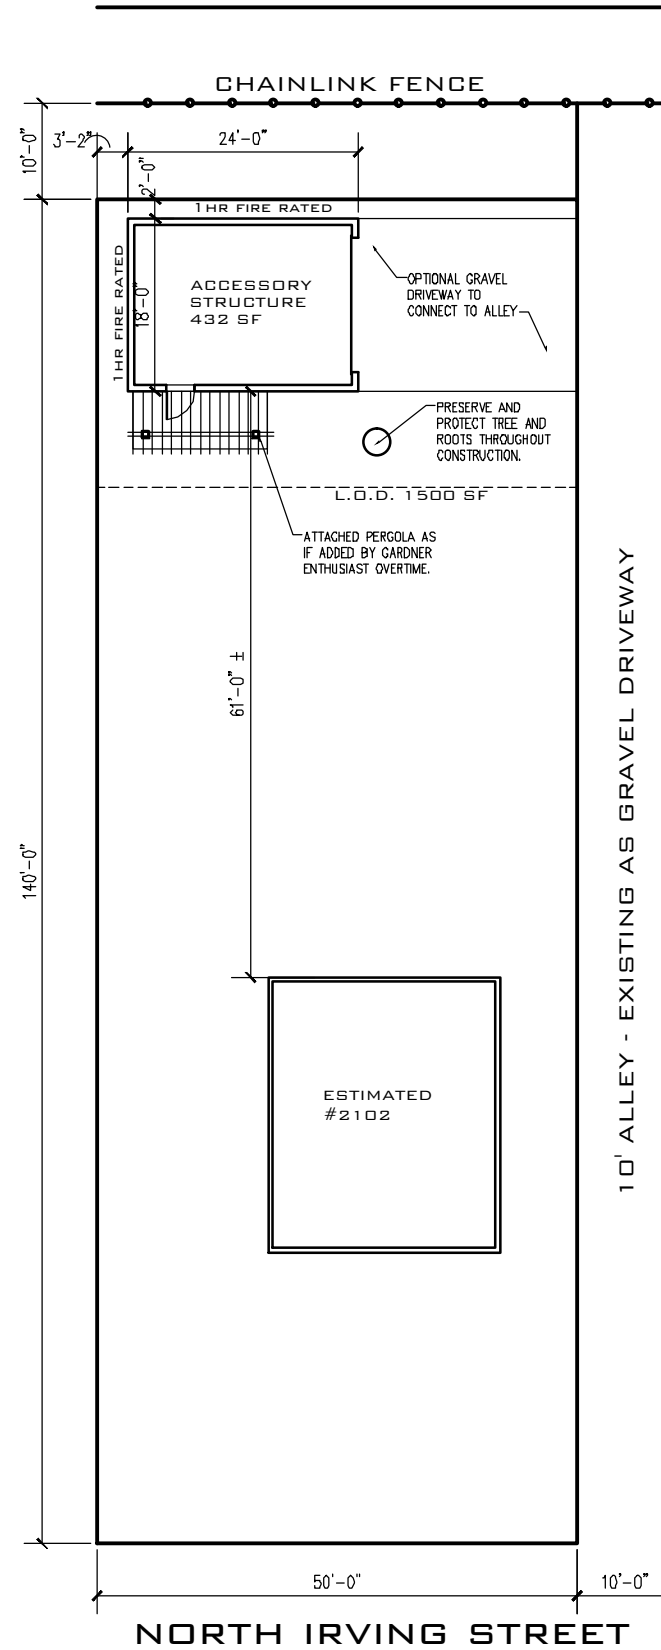 CHAINLINK FENCE
10'-0"
3'-2"
24'-0"
2'-0"
1HR FIRE RATED
1HR FIRE RATED
18'-0"
ACCESSORY
STRUCTURE
432 SF
OPTIONAL GRAVEL
DRIVEWAY TO
CONNECT TO ALLEY
PRESERVE AND
PROTECT TREE AND
ROOTS THROUGHOUT
CONSTRUCTION.
L.O.D. 1500 SF
ATTACHED PERGOLA AS
IF ADDED BY GARDNER
ENTHUSIAST OVERTIME.
61'-0" ±
140'-0"
10' ALLEY - EXISTING AS GRAVEL DRIVEWAY
ESTIMATED
#2102
50'-0"
10'-0"
NORTH IRVING STREET